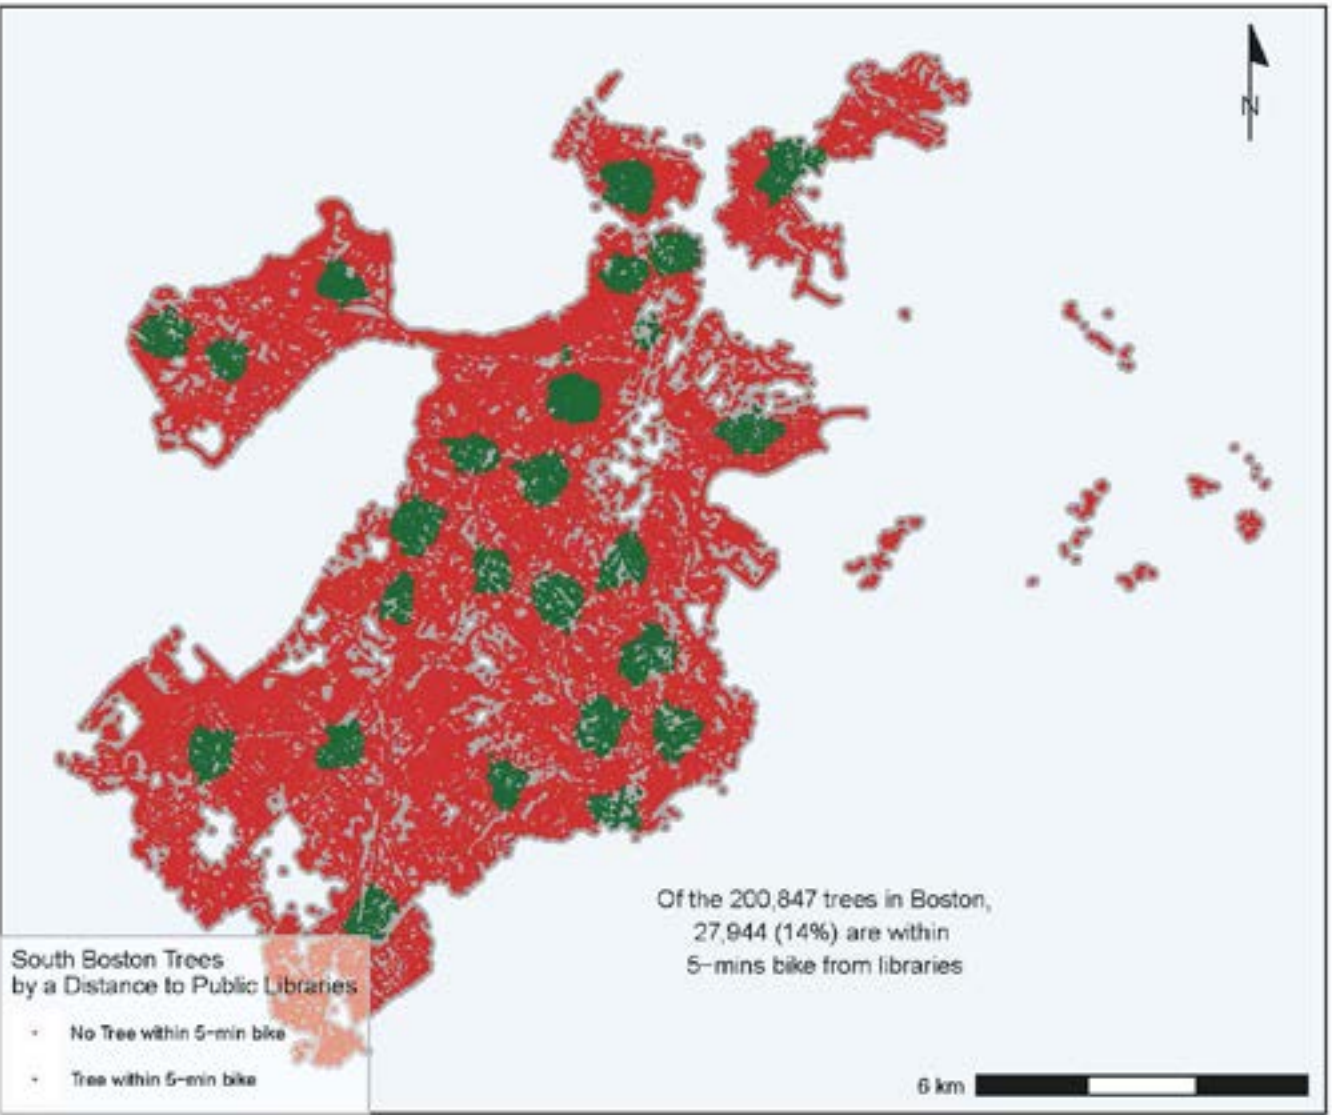 N
Of the 200,847 trees in Boston,
27,944 (14%) are within
5-mins bike from libraries
South Boston Trees
by a Distance to Public Libraries
No Tree within 5-min bike
Tree within 5-min bike
6 km